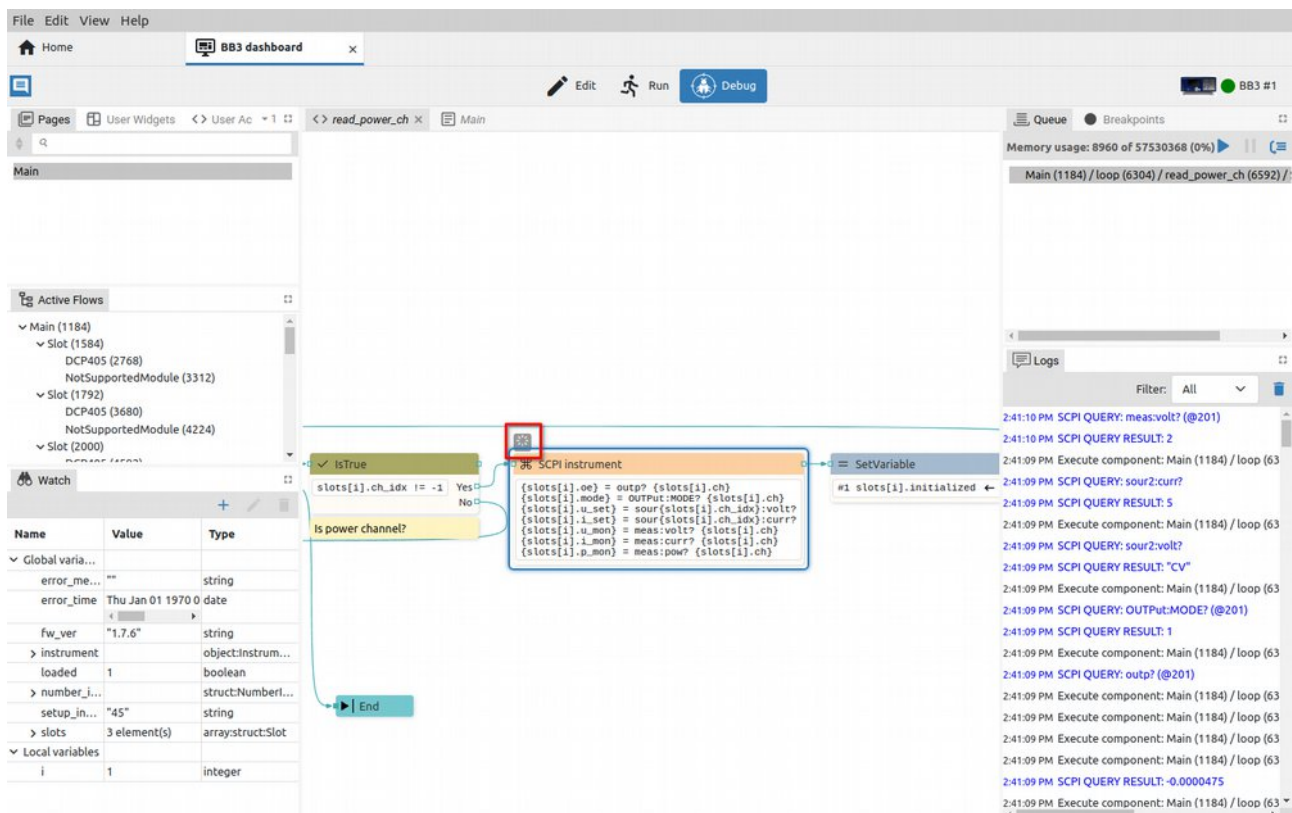 File Edit View Help
Home
BB3 dashboard ×
Edit Run Debug
BB3 #1
Pages User Widgets <> User Ac 1
Main
Active Flows
Main (1184)
Slot (1584)
DCP405 (2768)
NotSupportedModule (3312)
Slot (1792)
DCP405 (3680)
NotSupportedModule (4224)
Slot (2000)
Watch
Name Value Type
Global varia...
error_me... "" string
error_time Thu Jan 01 1970 0 date
fw_ver "1.7.6" string
instrument object:Instrum...
loaded 1 boolean
number_i... struct:NumberI...
setup_in... "45" string
slots 3 element(s) array:struct:Slot
Local variables
i 1 integer
<> read_power_ch × Main
IsTrue
slots[i].ch_idx != -1 Yes
No
Is power channel?
SCPI instrument
{slots[i].oe} = outp? {slots[i].ch}
{slots[i].mode} = OUTPut:MODE? {slots[i].ch}
{slots[i].u_set} = sour{slots[i].ch_idx}:volt?
{slots[i].i_set} = sour{slots[i].ch_idx}:curr?
{slots[i].u_mon} = meas:volt? {slots[i].ch}
{slots[i].i_mon} = meas:curr? {slots[i].ch}
{slots[i].p_mon} = meas:pow? {slots[i].ch}
= SetVariable
#1 slots[i].initialized ←
End
Queue Breakpoints
Memory usage: 8960 of 57530368 (0%)
Main (1184) / loop (6304) / read_power_ch (6592) /
Logs
Filter: All
2:41:10 PM SCPI QUERY: meas:volt? (@201)
2:41:10 PM SCPI QUERY RESULT: 2
2:41:09 PM Execute component: Main (1184) / loop (63
2:41:09 PM SCPI QUERY: sour2:curr?
2:41:09 PM SCPI QUERY RESULT: 5
2:41:09 PM Execute component: Main (1184) / loop (63
2:41:09 PM SCPI QUERY: sour2:volt?
2:41:09 PM SCPI QUERY RESULT: "CV"
2:41:09 PM Execute component: Main (1184) / loop (63
2:41:09 PM SCPI QUERY: OUTPut:MODE? (@201)
2:41:09 PM SCPI QUERY RESULT: 1
2:41:09 PM Execute component: Main (1184) / loop (63
2:41:09 PM SCPI QUERY: outp? (@201)
2:41:09 PM Execute component: Main (1184) / loop (63
2:41:09 PM Execute component: Main (1184) / loop (63
2:41:09 PM Execute component: Main (1184) / loop (63
2:41:09 PM Execute component: Main (1184) / loop (63
2:41:09 PM SCPI QUERY RESULT: -0.0000475
2:41:09 PM Execute component: Main (1184) / loop (63